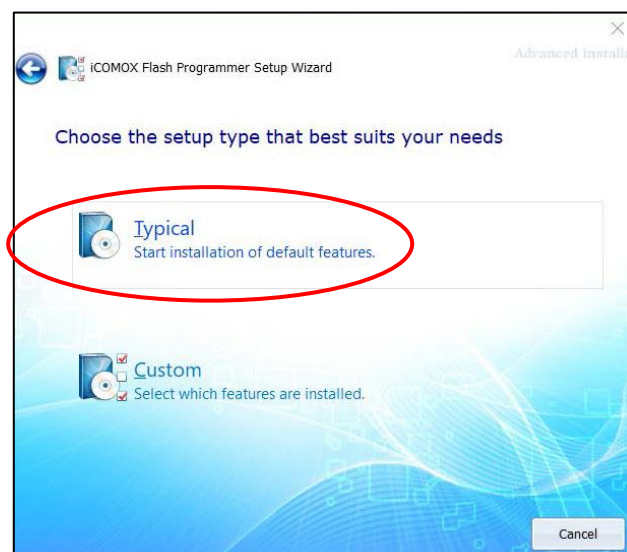 Advanced Install
iCOMOX Flash Programmer Setup Wizard
Choose the setup type that best suits your needs
Typical
Start installation of default features.
Custom
Select which features are installed.
Cancel